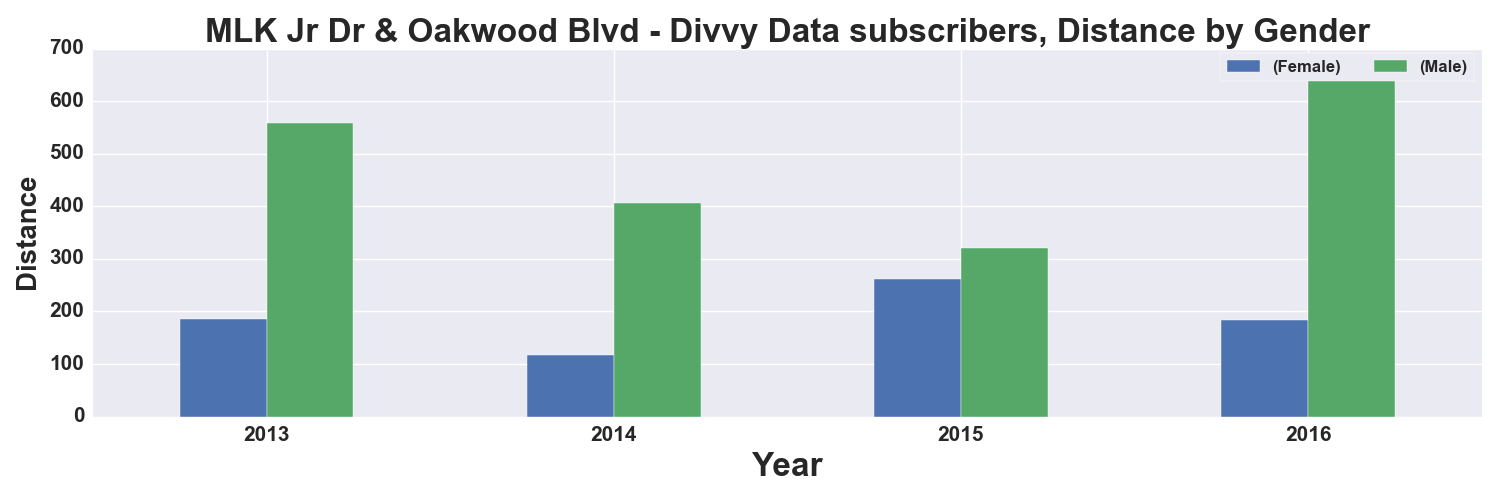 MLK Jr Dr & Oakwood Blvd - Divvy Data subscribers, Distance by Gender
(Female) (Male)
Distance
700
600
500
400
300
200
100
0
2013 2014 2015 2016
Year